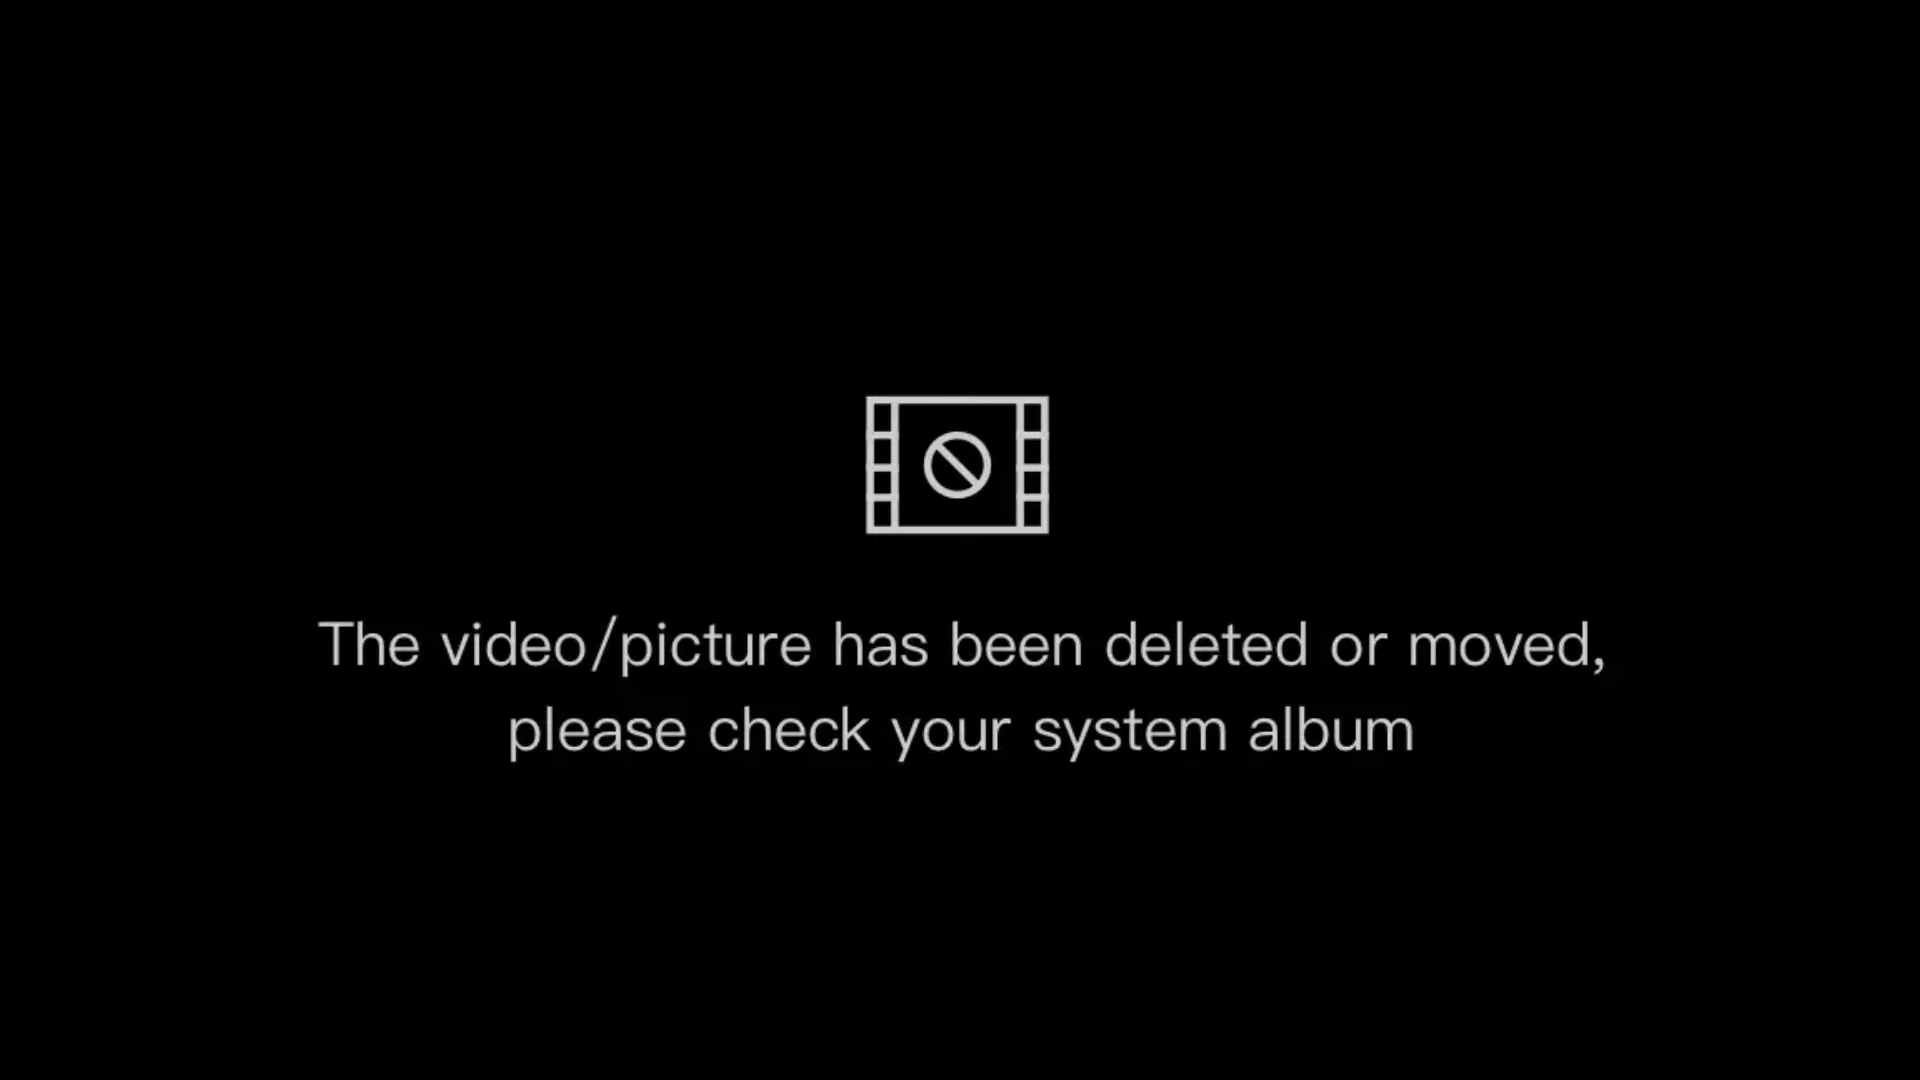 The video/picture has been deleted or moved,
please check your system album